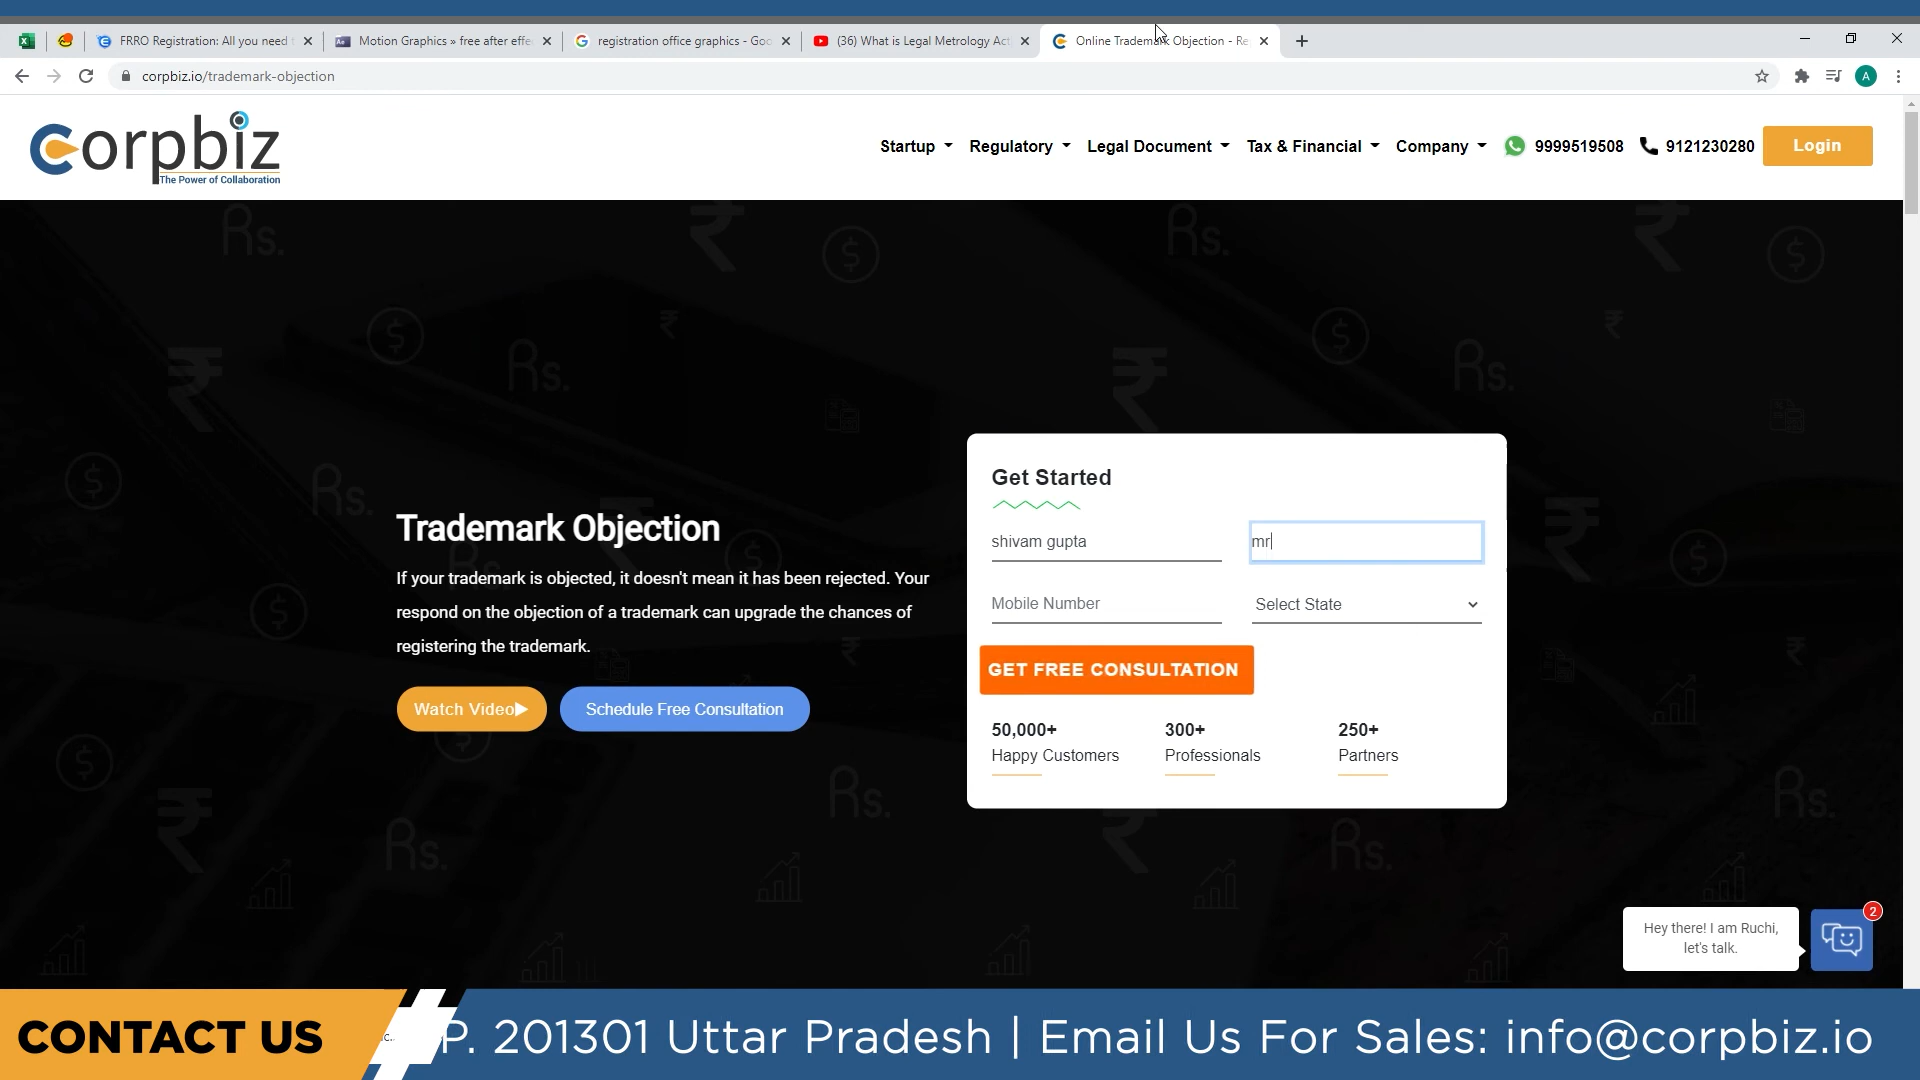 FRRO Registration: All you need
Motion Graphics » free after effe
registration office graphics - Goo
(36) What is Legal Metrology Act
Online Trademark Objection - Re
corpbiz.io/trademark-objection
A
Corpbiz
The Power of Collaboration
Startup
Regulatory
Legal Document
Tax & Financial
Company
9999519508
9121230280
Login
Trademark Objection
If your trademark is objected, it doesn't mean it has been rejected. Your
respond on the objection of a trademark can upgrade the chances of
registering the trademark.
Watch Video
Schedule Free Consultation
Get Started
shivam gupta
mr
Mobile Number
Select State
GET FREE CONSULTATION
50,000+
Happy Customers
300+
Professionals
250+
Partners
Hey there! I am Ruchi,
let's talk.
2
CONTACT US
P. 201301 Uttar Pradesh | Email Us For Sales: info@corpbiz.io